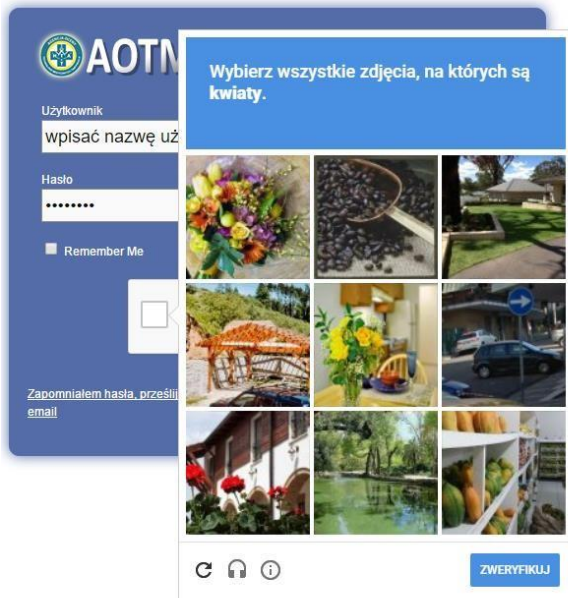 AOTM
Użytkownik
wpisać nazwę
Hasło
Remember Me
Zapomniałem hasła, prześlij
email
Wybierz wszystkie zdjęcia, na których są
kwiaty.
ZWERYFIKUJ